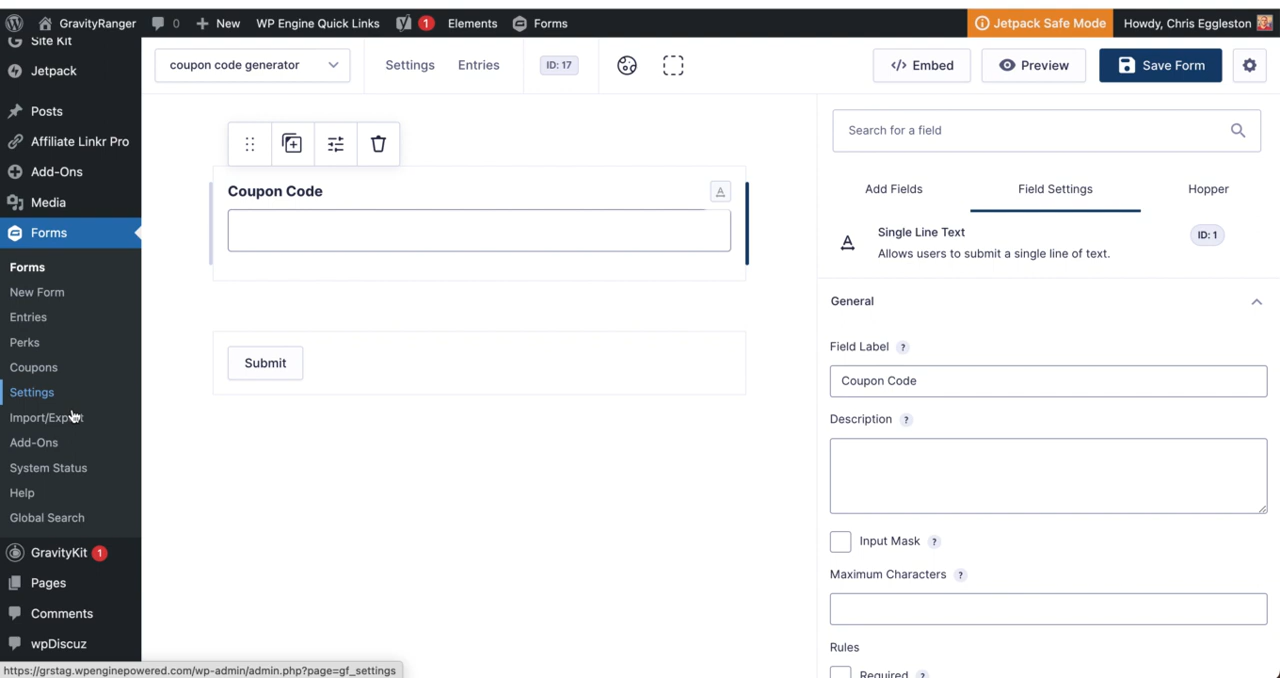 GravityRanger 0 New WP Engine Quick Links 1 Elements Forms Jetpack Safe Mode Howdy, Chris Eggleston
Site Kit
Jetpack
Posts
Affiliate Linkr Pro
Add-Ons
Media
Forms
Forms
New Form
Entries
Perks
Coupons
Settings
Import/Export
Add-Ons
System Status
Help
Global Search
GravityKit 1
Pages
Comments
wpDiscuz
https://grstag.wpenginepowered.com/wp-admin/admin.php?page=gf_settings
coupon code generator Settings Entries ID: 17 Embed Preview Save Form
Coupon Code
Submit
Search for a field
Add Fields Field Settings Hopper
Single Line Text ID: 1
Allows users to submit a single line of text.
General
Field Label ?
Coupon Code
Description ?
Input Mask ?
Maximum Characters ?
Rules
Required ?